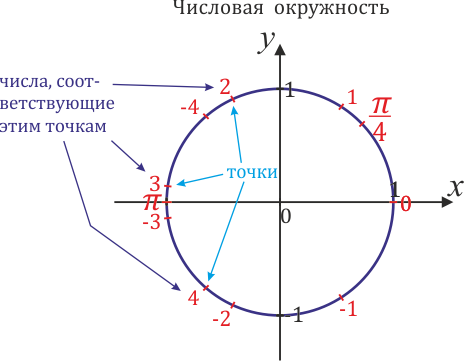 Числовая окружность
y
числа, соот-
ветствующие
этим точкам
2
1
1
-4
π/4
точки
3
1
x
π
0
-3
0
4
-2
-1
-1